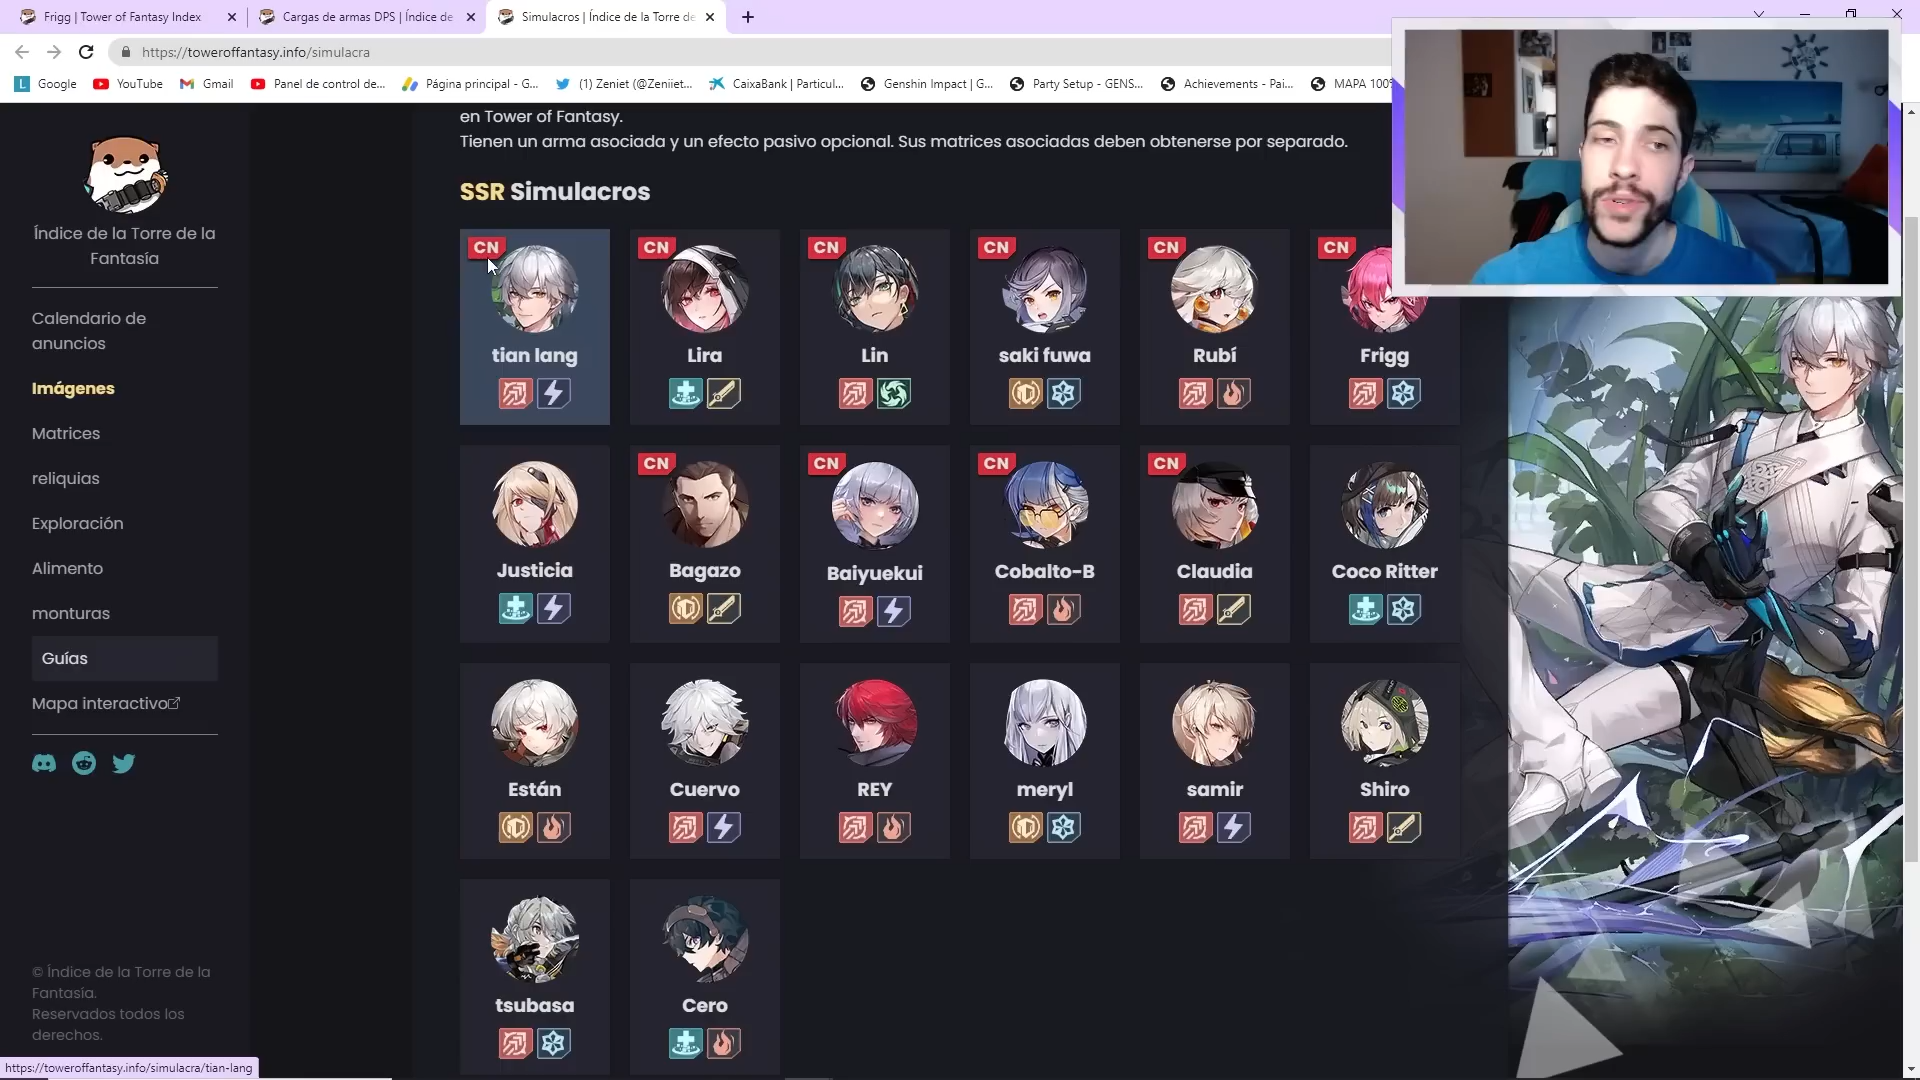 Frigg | Tower of Fantasy Index
Cargas de armas DPS | Índice de
Simulacros | Índice de la Torre de
https://toweroffantasy.info/simulacra
Google
YouTube
Gmail
Panel de control de...
Página principal - G...
(1) Zeniet (@Zeniiet...
CaixaBank | Particul...
Genshin Impact | G...
Party Setup - GENS...
Achievements - Pai...
MAPA 100%
en Tower of Fantasy.
Tienen un arma asociada y un efecto pasivo opcional. Sus matrices asociadas deben obtenerse por separado.
Índice de la Torre de la
Fantasía
Calendario de
anuncios
Imágenes
Matrices
reliquias
Exploración
Alimento
monturas
Guías
Mapa interactivo
© Índice de la Torre de la
Fantasía.
Reservados todos los
derechos.
SSR Simulacros
CN
CN
CN
CN
CN
CN
tian lang
Lira
Lin
saki fuwa
Rubí
Frigg
CN
CN
CN
CN
Justicia
Bagazo
Baiyuekui
Cobalto-B
Claudia
Coco Ritter
Están
Cuervo
REY
meryl
samir
Shiro
tsubasa
Cero
https://toweroffantasy.info/simulacra/tian-lang